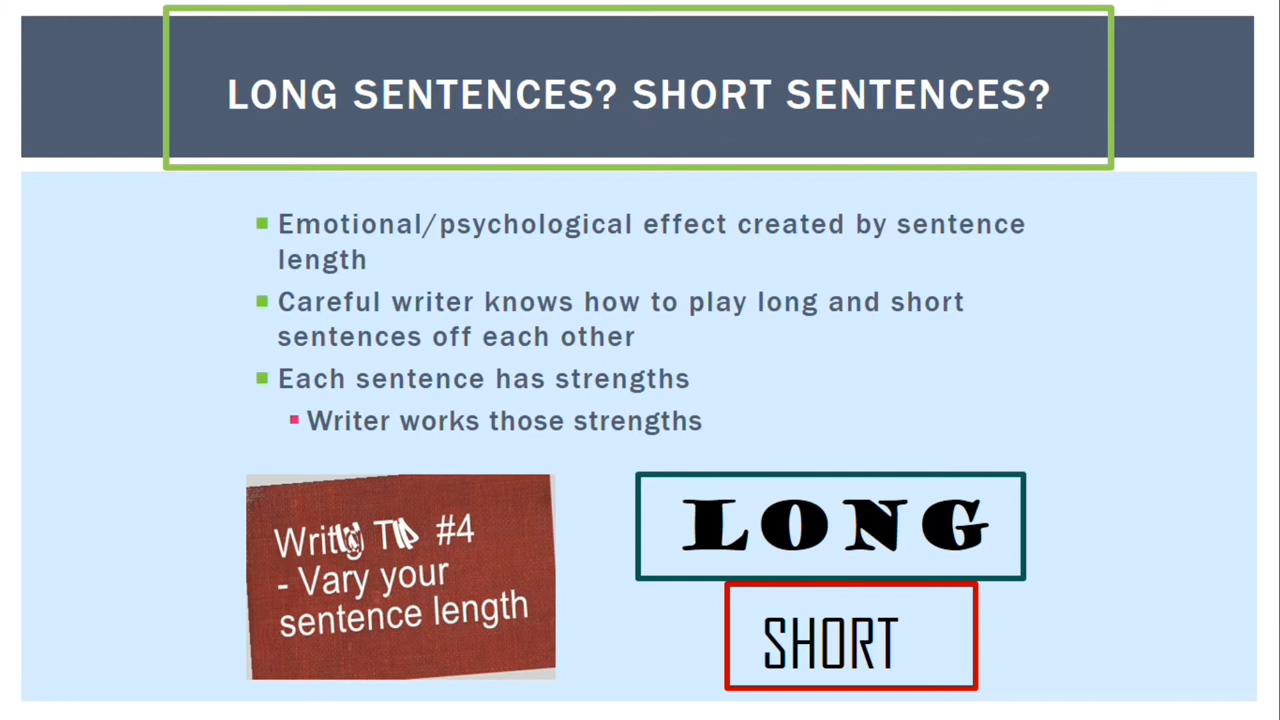 LONG SENTENCES? SHORT SENTENCES?
Emotional/psychological effect created by sentence
length
Careful writer knows how to play long and short
sentences off each other
Each sentence has strengths
Writer works those strengths
#4
- Vary your
sentence length
LONG
SHORT